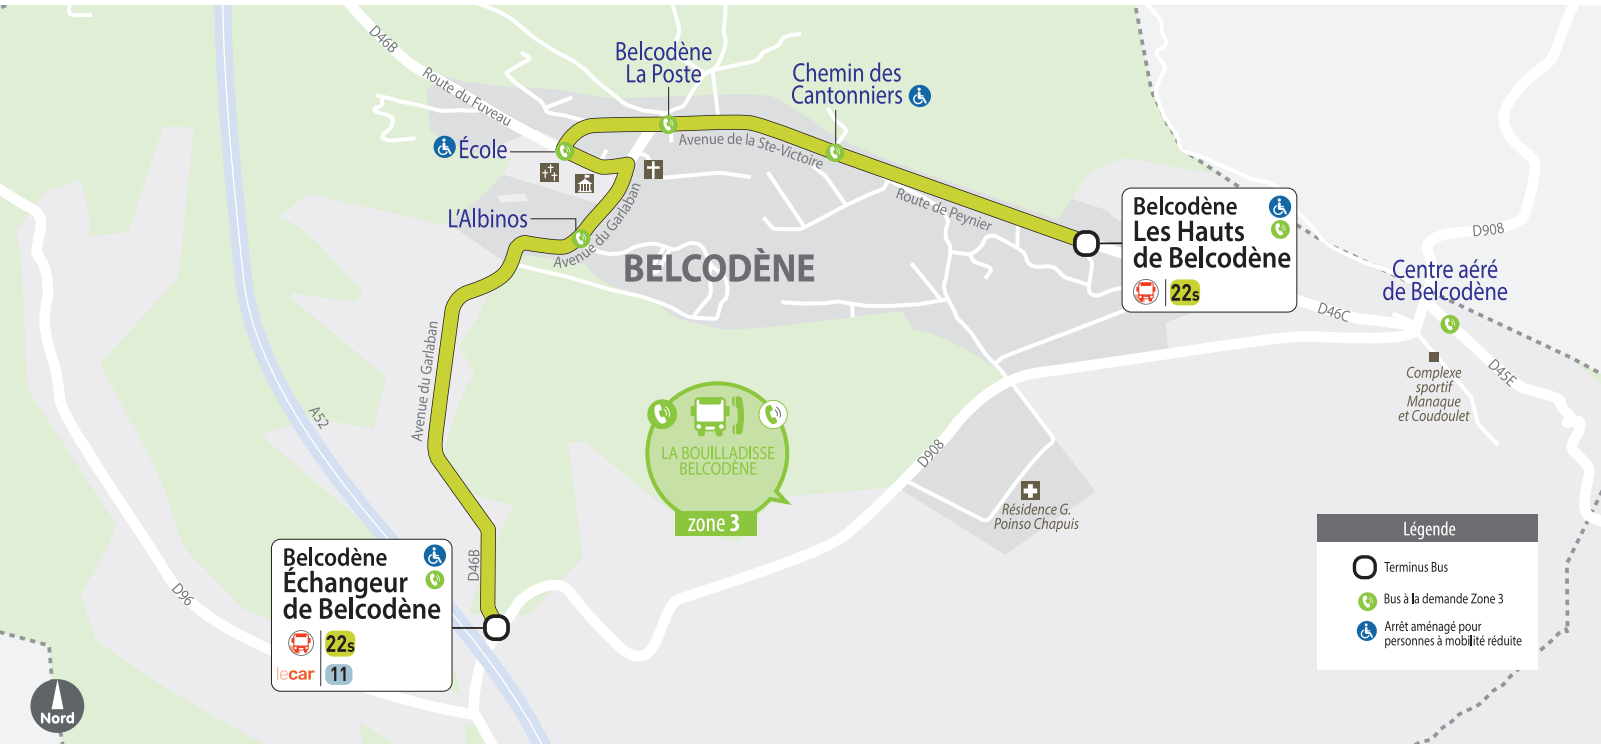 D46B
Route du Fuveau
Belcodène
La Poste
Chemin des
Cantonniers
École
Avenue de la Ste-Victoire
L'Albinos
Avenue du Garlaban
Route de Peynier
BELCODÈNE
Belcodène
Les Hauts
de Belcodène
22s
D908
Centre aéré
de Belcodène
D46C
D45E
Complexe
sportif
Manaque
et Coudoulet
Avenue du Garlaban
A52
LA BOUILLADISSE
BELCODÈNE
zone 3
D908
Résidence G.
Poinso Chapuis
D46B
Belcodène
Échangeur
de Belcodène
22s
lecar 11
D96
Nord
Légende
Terminus Bus
Bus à la demande Zone 3
Arrêt aménagé pour
personnes à mobilité réduite